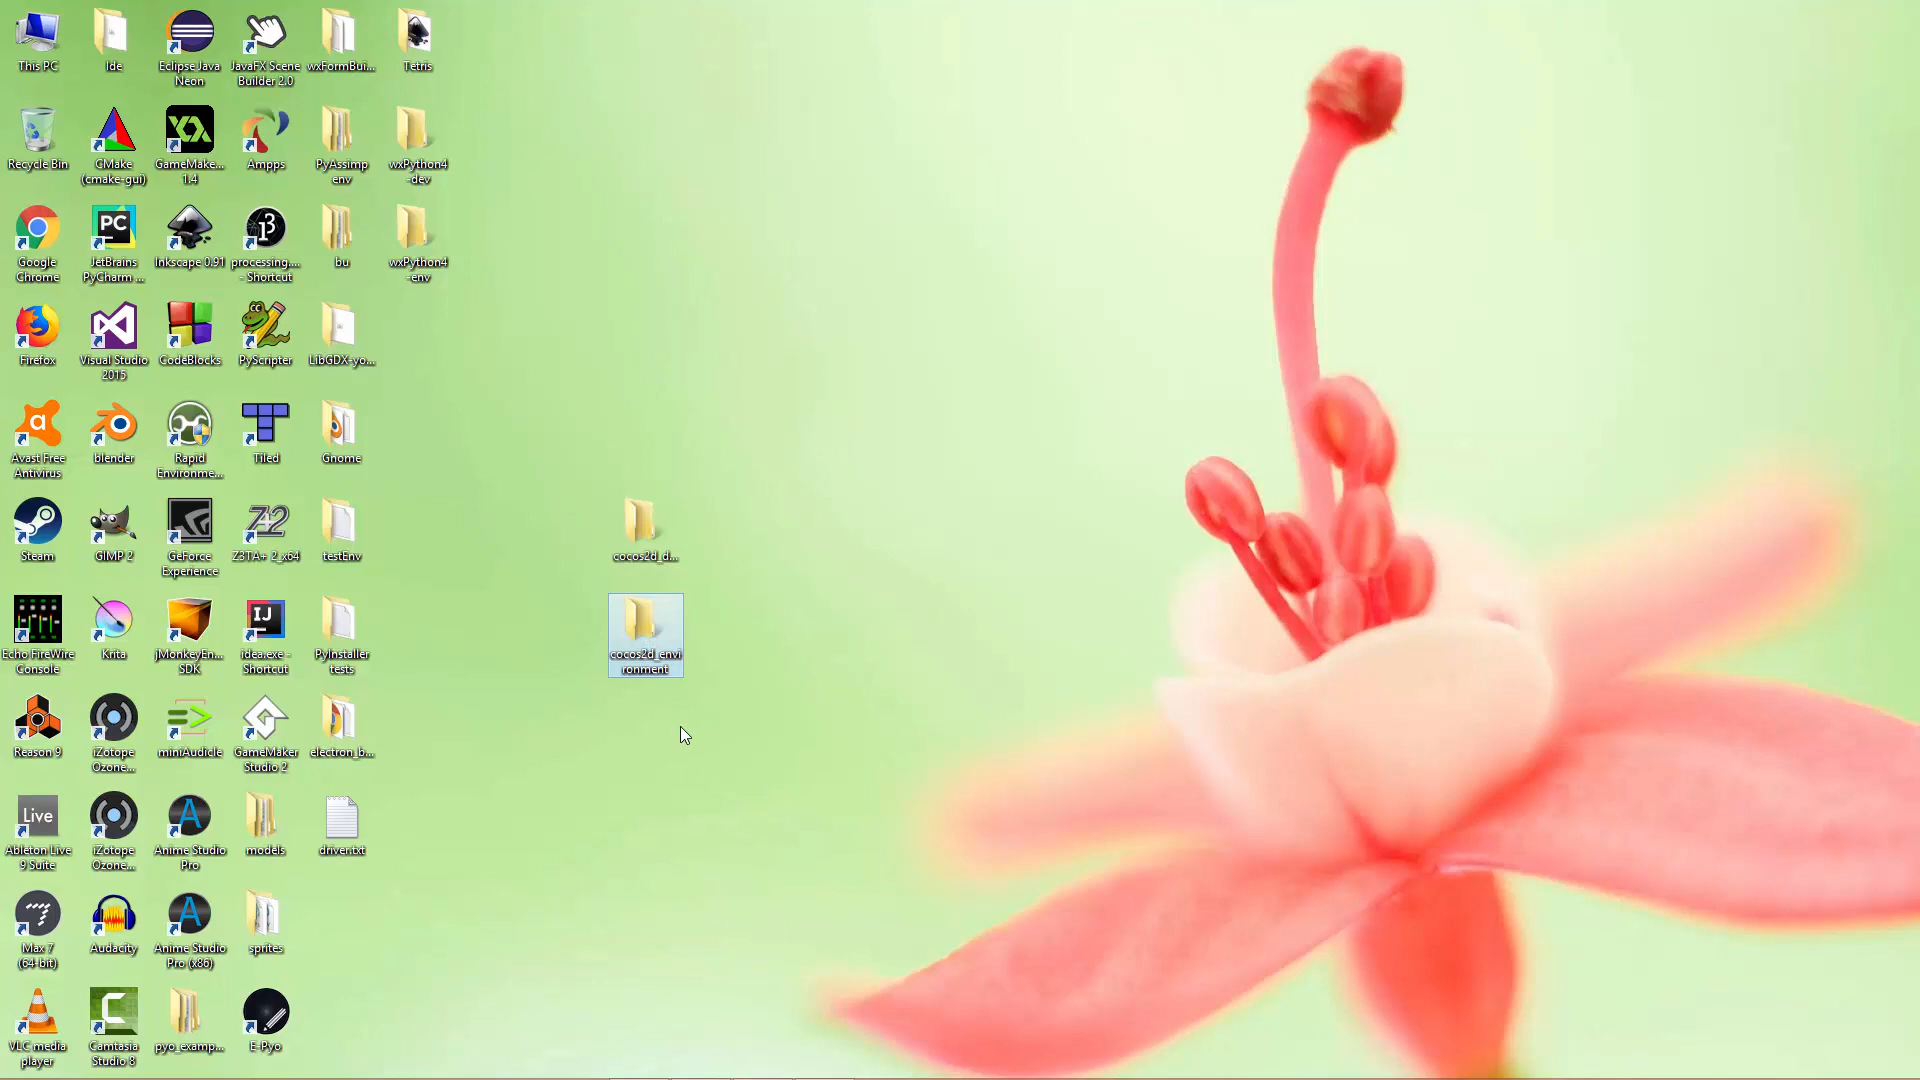 This PC
Ide
Eclipse Java
Neon
JavaFX Scene
Builder 2.0
wxFormBui...
Tetris
Recycle Bin
CMake
(cmake-gui)
GameMake...
1.4
Ampps
PyAssimp
env
wxPython4
-dev
Google
Chrome
PC
JetBrains
PyCharm ...
Inkscape 0.91
processing....
- Shortcut
bu
wxPython4
-env
Firefox
Visual Studio
2015
CodeBlocks
PyScripter
LibGDX-yo...
Avast Free
Antivirus
blender
Rapid
Environme...
Tiled
Gnome
Steam
GIMP 2
GeForce
Experience
Z3TA+ 2_x64
testEnv
cocos2d_d...
Echo FireWire
Console
Krita
jMonkeyEn...
SDK
IJ
idea.exe -
Shortcut
PyInstaller
tests
cocos2d_envi
ronment
Reason 9
iZotope
Ozone...
miniAudicle
GameMaker
Studio 2
electron_b...
Live
Ableton Live
9 Suite
iZotope
Ozone...
Anime Studio
Pro
models
driver.txt
Max 7
(64-bit)
Audacity
Anime Studio
Pro (x86)
sprites
VLC media
player
Camtasia
Studio 8
pyo_examp...
E-Pyo